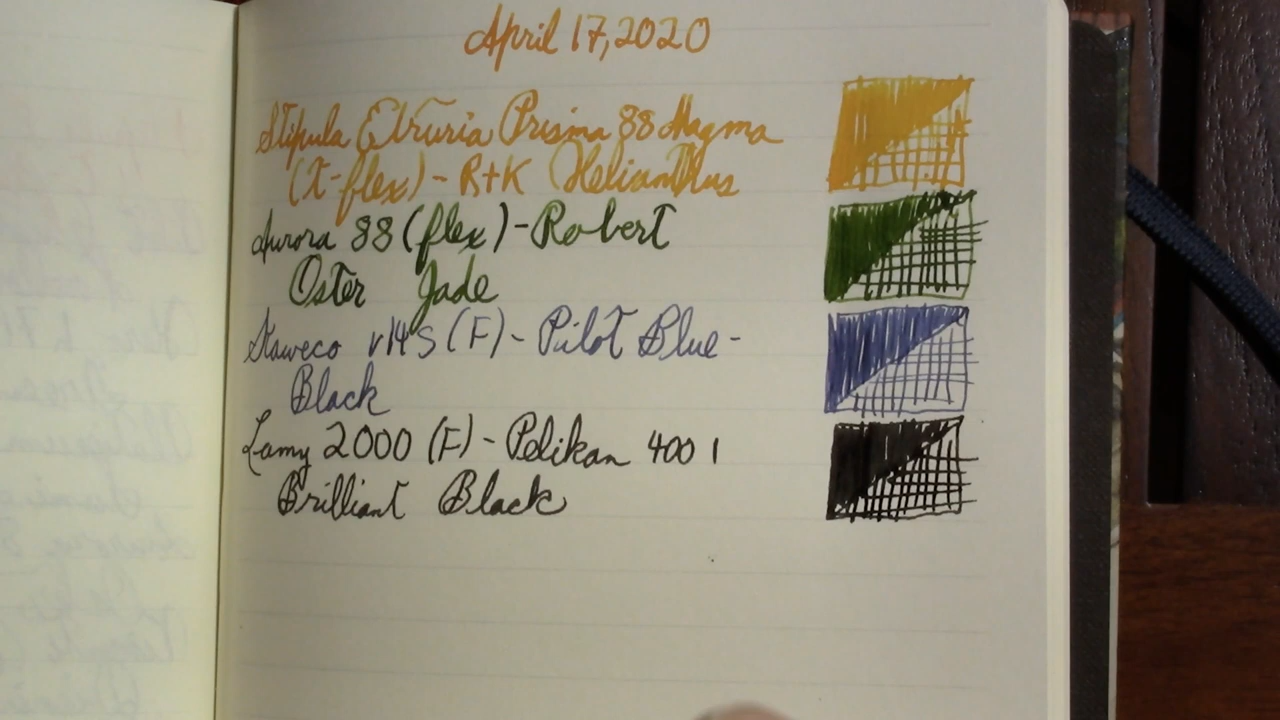 April 17, 2020
Stipula Etruria Prisma 88 Magma
(T-flex) - R+K Helianthus
Aurora 88 (flex) - Robert
Oster Jade
Kaweco (F) - Pilot Blue-
Black
Lamy 2000 (F) - Pelikan 4001
Brilliant Black